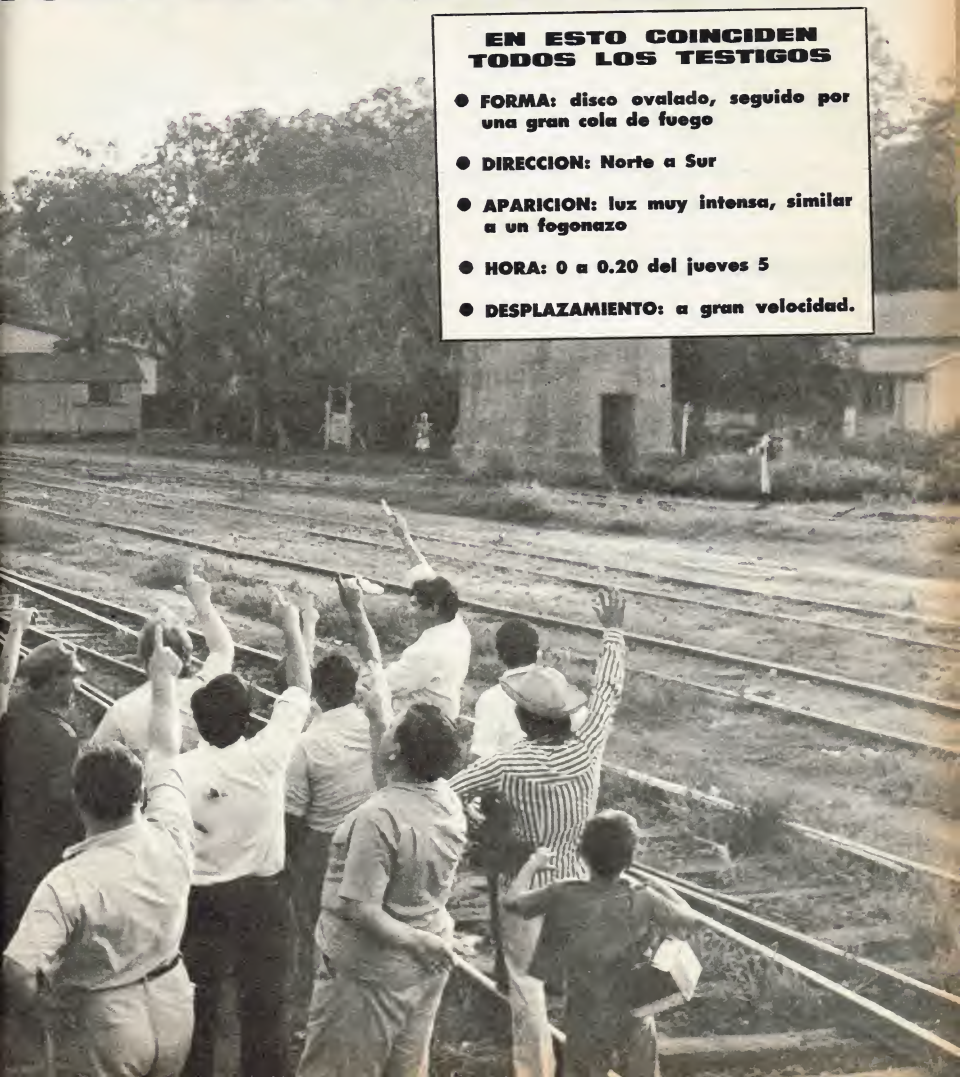 EN ESTO COINCIDEN
TODOS LOS TESTIGOS
● FORMA: disco ovalado, seguido por
una gran cola de fuego
● DIRECCION: Norte a Sur
● APARICION: luz muy intensa, similar
a un fogonazo
● HORA: 0 a 0.20 del jueves 5
● DESPLAZAMIENTO: a gran velocidad.